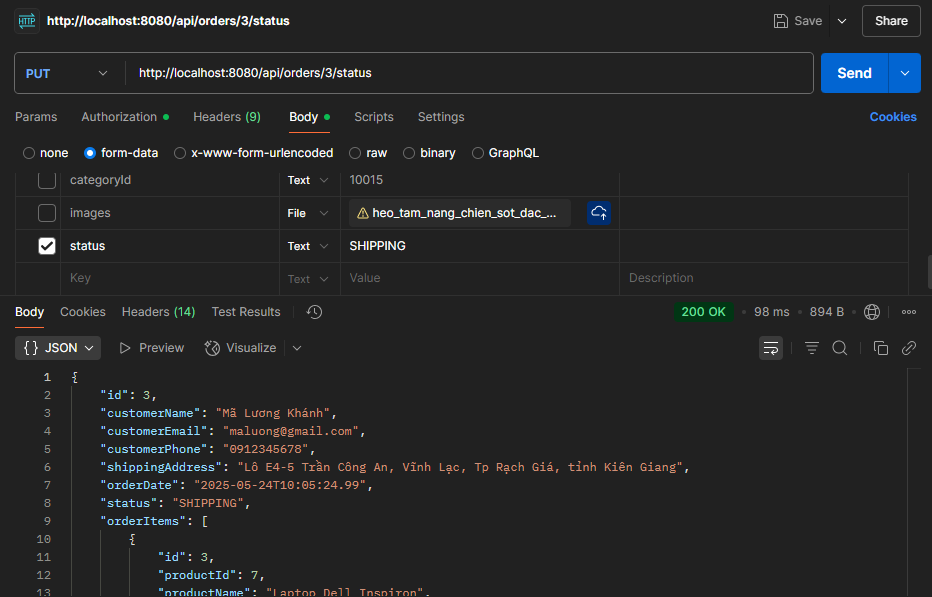 HTTP http://localhost:8080/api/orders/3/status Save Share
PUT http://localhost:8080/api/orders/3/status Send
Params Authorization Headers (9) Body Scripts Settings Cookies
none form-data x-www-form-urlencoded raw binary GraphQL
categoryId Text 10015
images File heo_tam_nang_chien_sot_dac_...
status Text SHIPPING
Key Text Value Description
Body Cookies Headers (14) Test Results 200 OK 98 ms 894 B
{} JSON Preview Visualize
1 {
2 "id": 3,
3 "customerName": "Mã Lương Khánh",
4 "customerEmail": "maluong@gmail.com",
5 "customerPhone": "0912345678",
6 "shippingAddress": "Lô E4-5 Trần Công An, Vĩnh Lạc, Tp Rạch Giá, tỉnh Kiên Giang",
7 "orderDate": "2025-05-24T10:05:24.99",
8 "status": "SHIPPING",
9 "orderItems": [
10 {
11 "id": 3,
12 "productId": 7,
13 "productName": "Laptop Dell Inspiron",